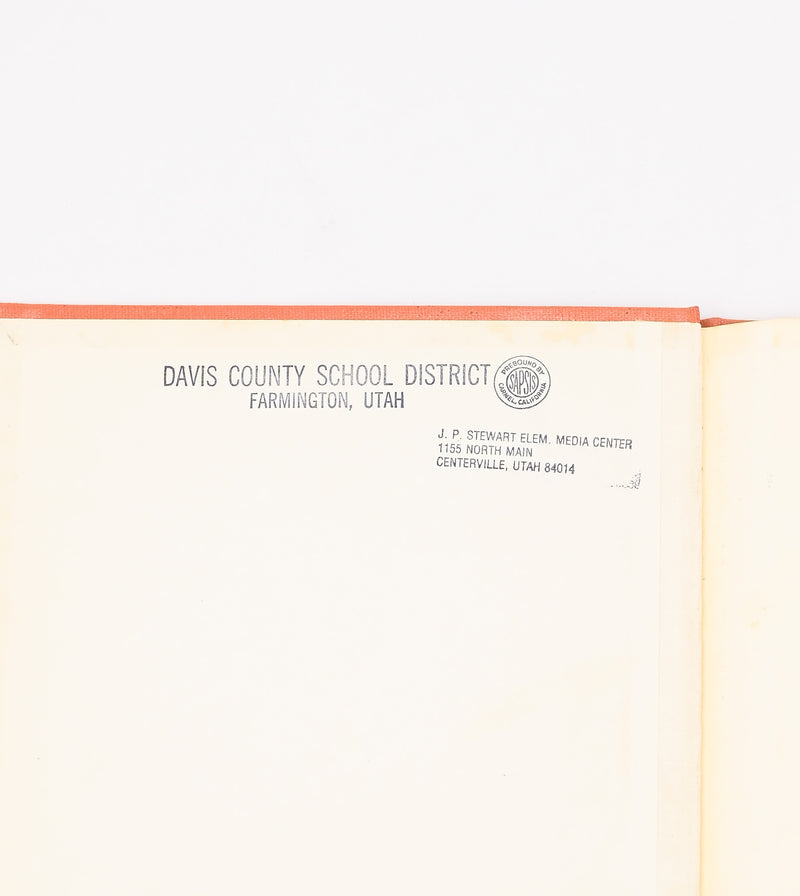 DAVIS COUNTY SCHOOL DISTRICT
FARMINGTON, UTAH
PREBOUND BY
SAPSIS
CARMEL, CALIFORNIA
J. P. STEWART ELEM. MEDIA CENTER
1155 NORTH MAIN
CENTERVILLE, UTAH 84014